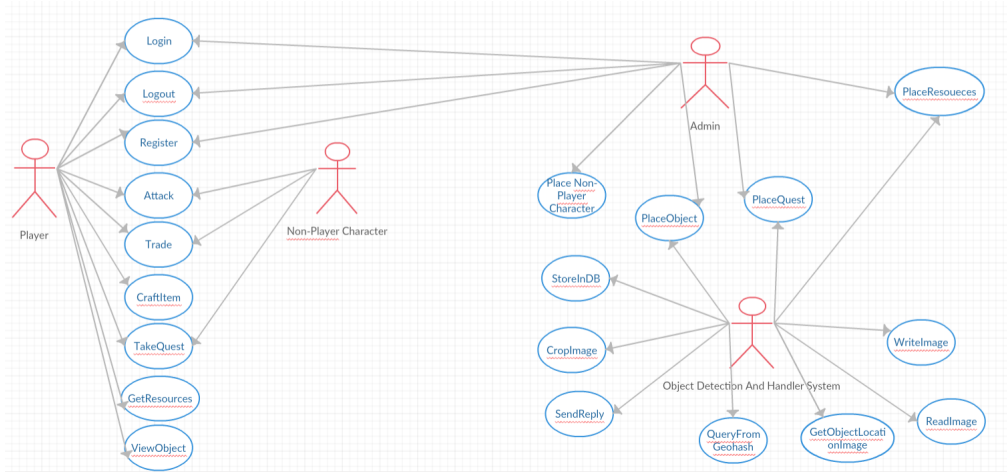 Login
Logout
Register
Attack
Trade
CraftItem
TakeQuest
GetResources
ViewObject
Player
Non-Player Character
Admin
PlaceResoueces
Place Non-
Player
Character
PlaceObject
PlaceQuest
StoreInDB
CropImage
SendReply
Object Detection And Handler System
QueryFrom
Geohash
GetObjectLocati
onImage
ReadImage
WriteImage